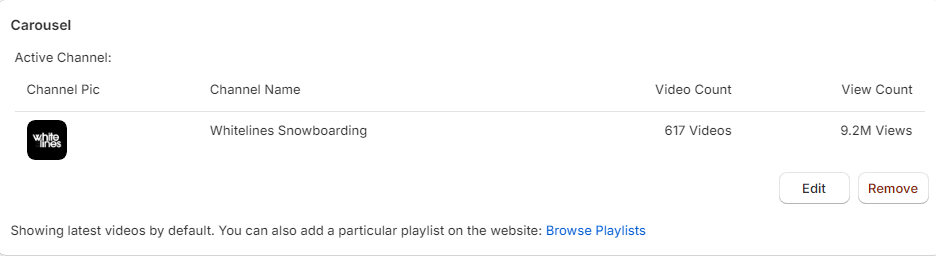 Carousel
Active Channel:
Channel Pic Channel Name Video Count View Count
white lines Whitelines Snowboarding 617 Videos 9.2M Views
Edit Remove
Showing latest videos by default. You can also add a particular playlist on the website: Browse Playlists